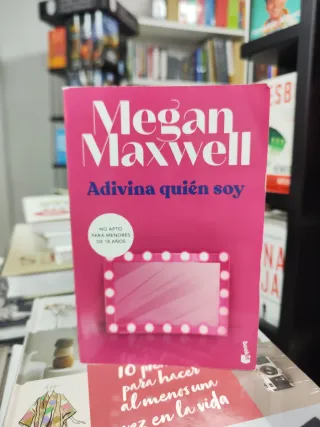 Megan
Maxwell
Adivina quién soy
NO APTO
PARA MENORES
DE 18 AÑOS
Booket
10
para hacer
al menos una
vez en la vida